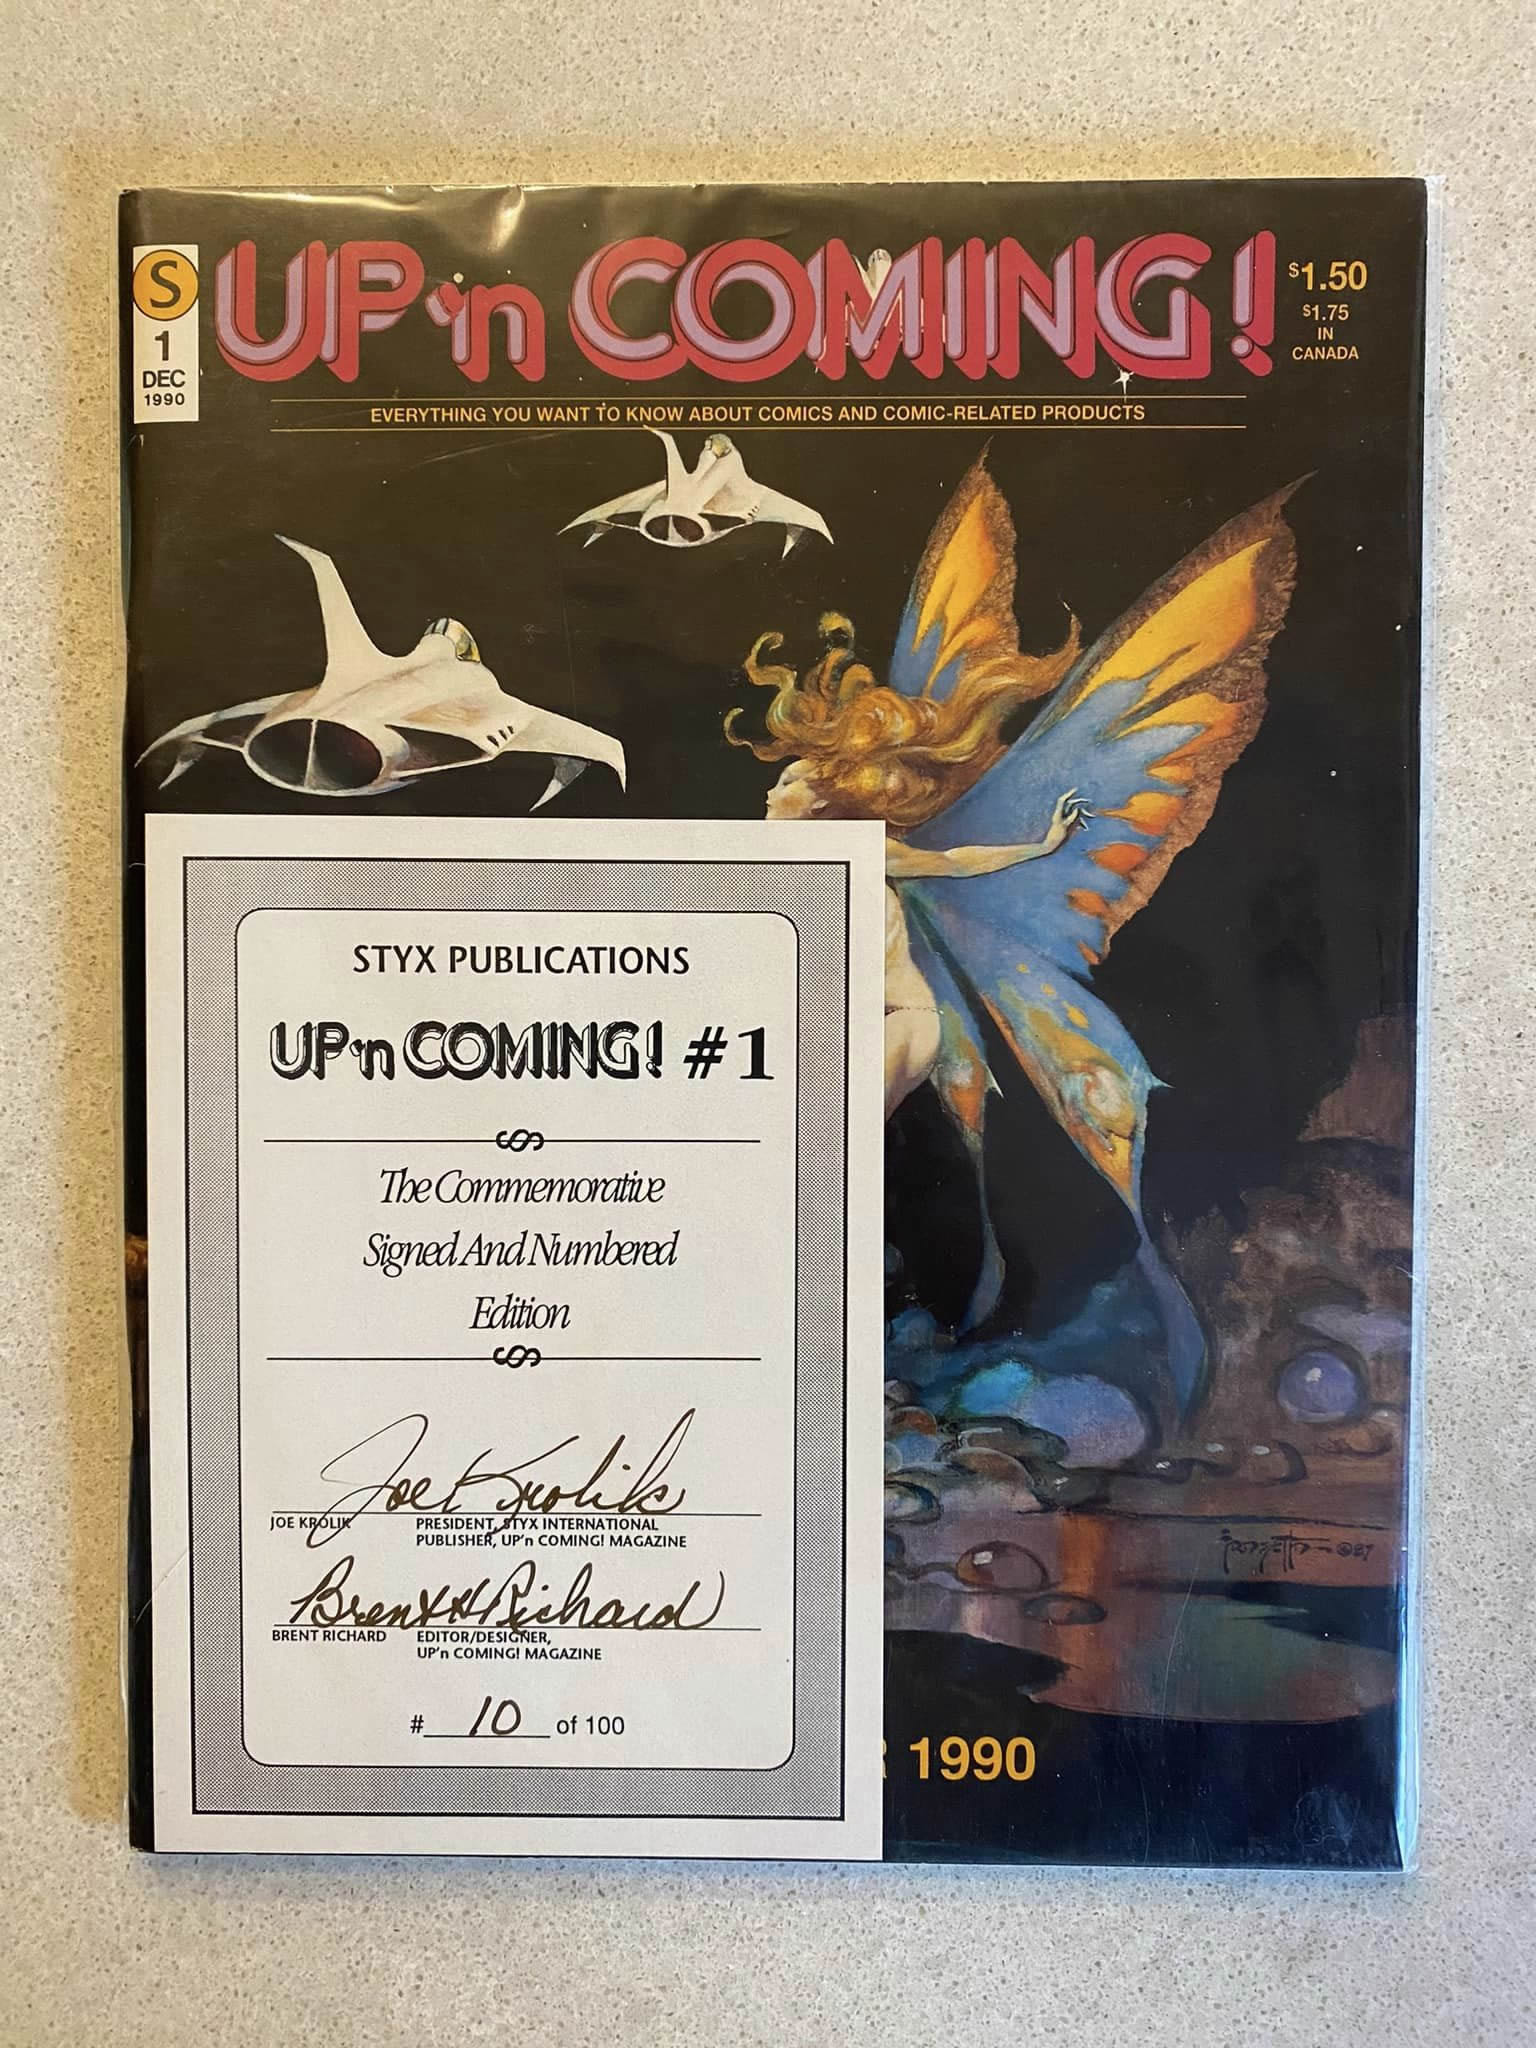 UP 'n COMING!
$1.50
$1.75
IN
CANADA
S
1
DEC
1990
EVERYTHING YOU WANT TO KNOW ABOUT COMICS AND COMIC-RELATED PRODUCTS
STYX PUBLICATIONS
UP 'n COMING! #1
The Commemorative
Signed And Numbered
Edition
Joe Krolik
JOE KROLIK PRESIDENT, STYX INTERNATIONAL
PUBLISHER, UP'n COMING! MAGAZINE
Brent H Richard
BRENT RICHARD EDITOR/DESIGNER,
UP'n COMING! MAGAZINE
# 10 of 100
Frazetta ©87
R 1990